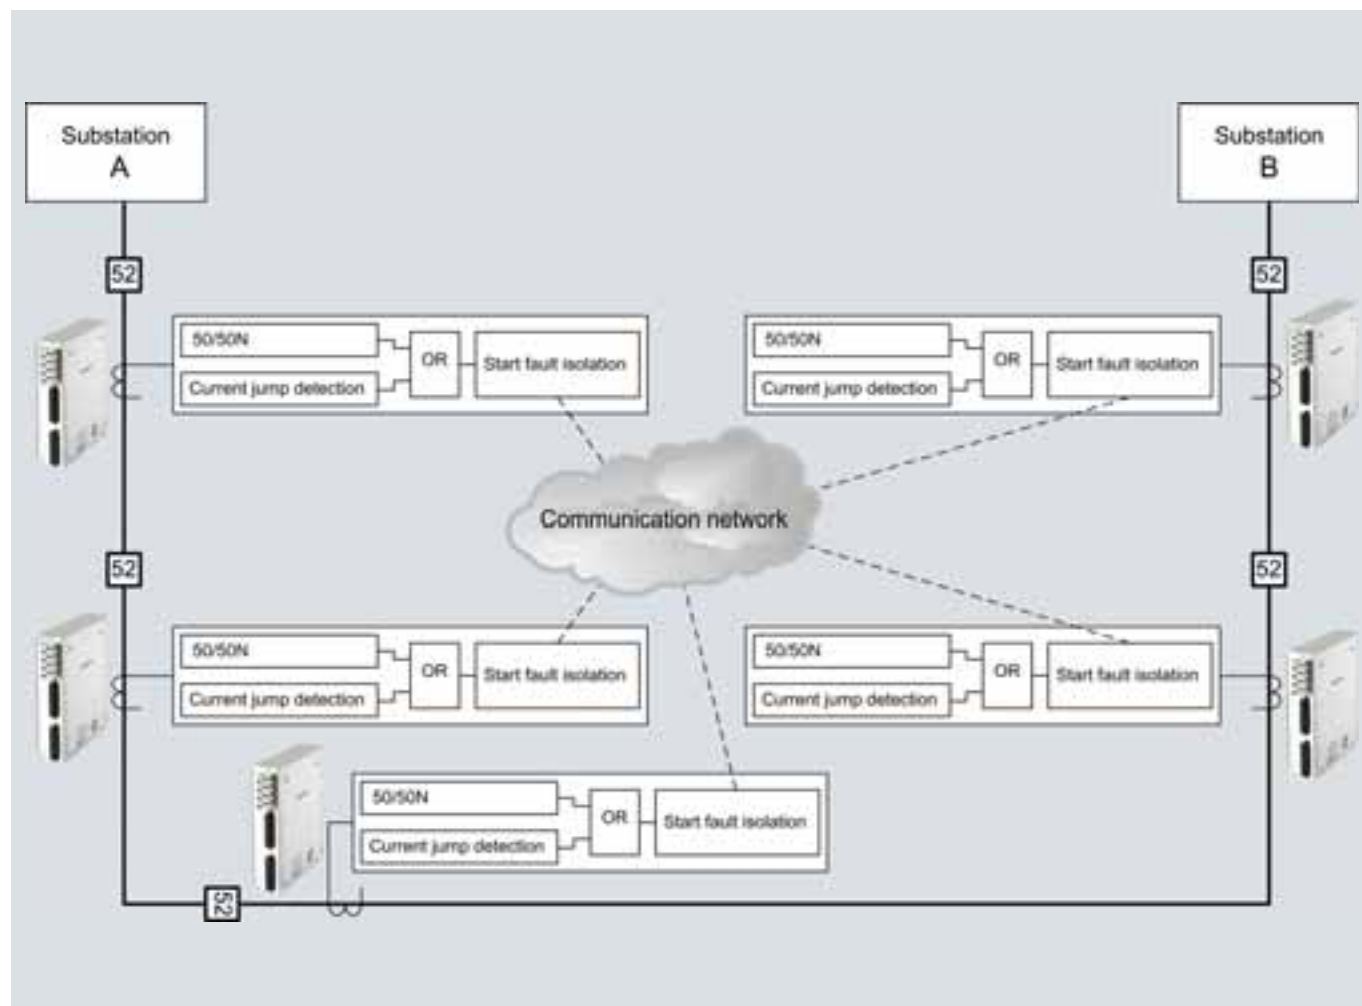 Substation
A
Substation
B
52
52
50/50N
OR
Start fault isolation
Current jump detection
50/50N
OR
Start fault isolation
Current jump detection
Communication network
52
52
50/50N
OR
Start fault isolation
Current jump detection
50/50N
OR
Start fault isolation
Current jump detection
50/50N
OR
Start fault isolation
Current jump detection
52